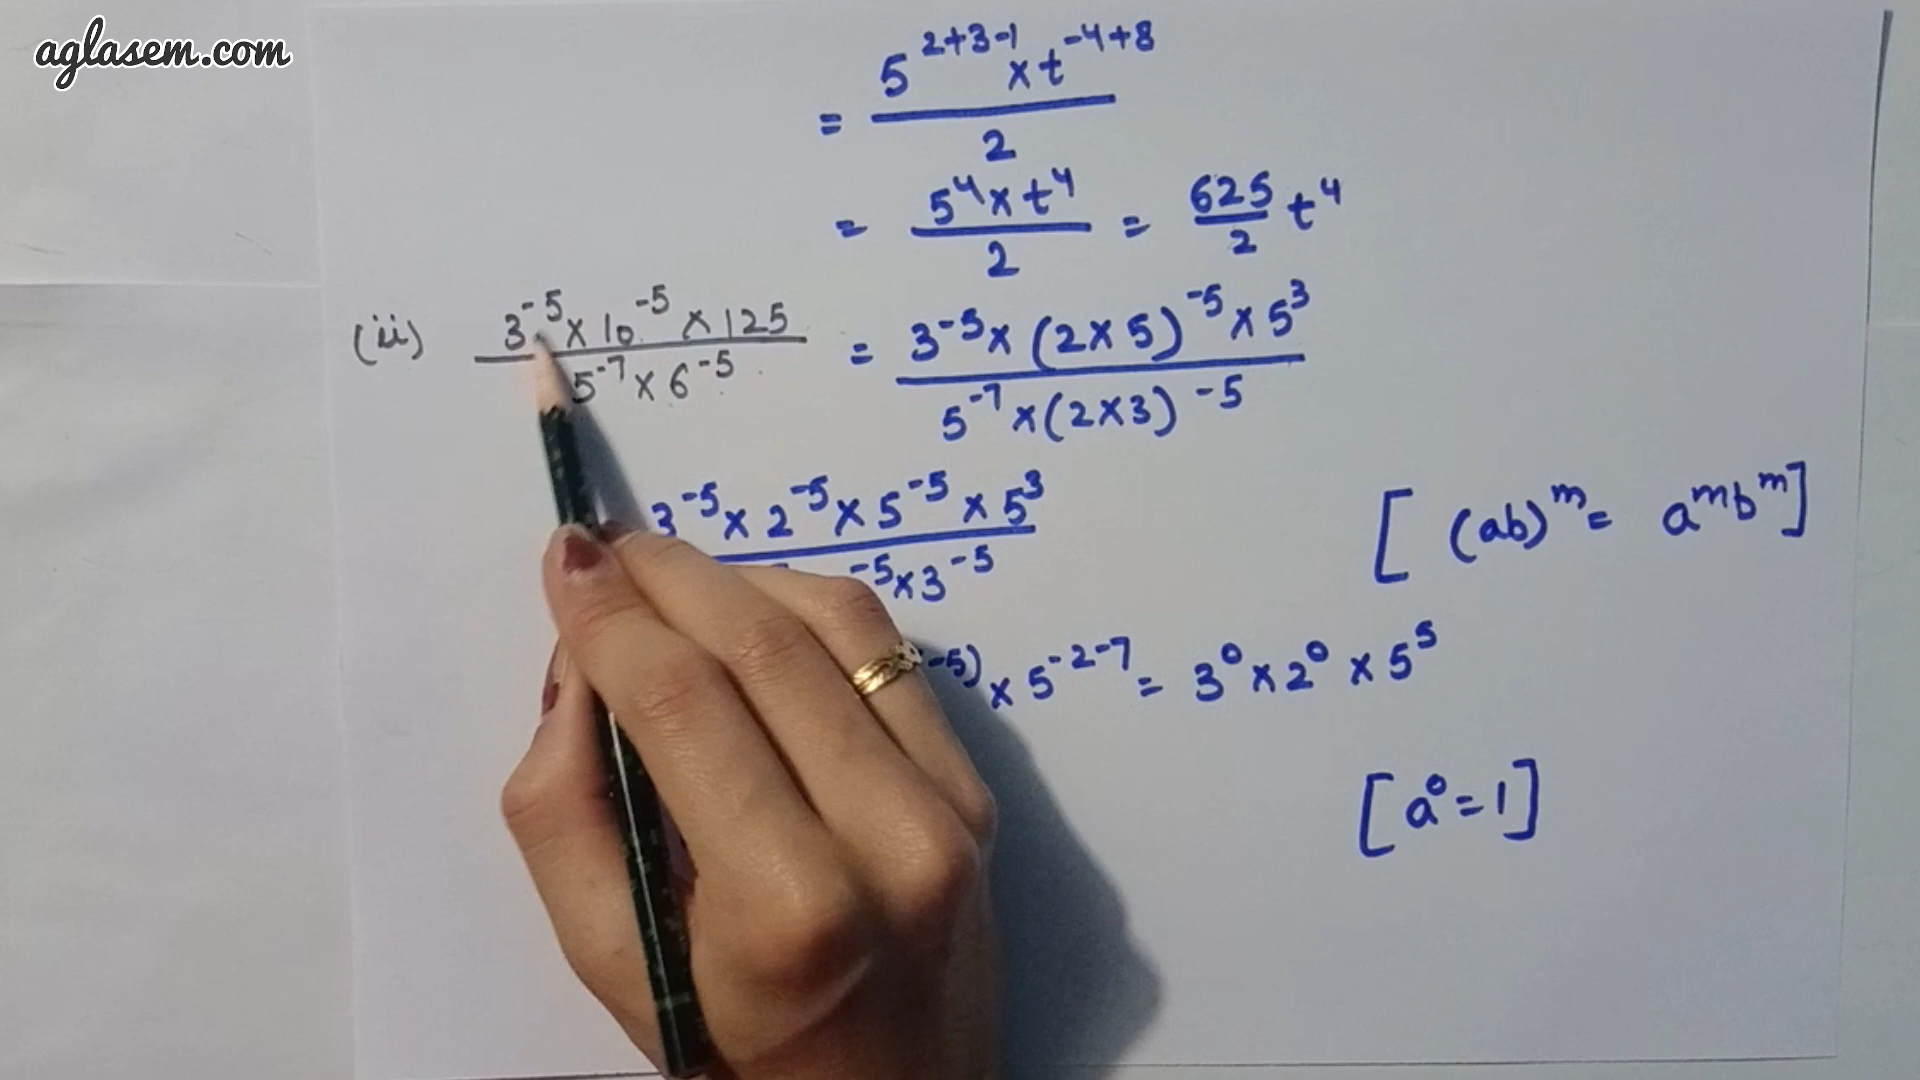 aglasem.com
= 5^{2+3-1} × t^{-4+8} / 2
= 5^4 × t^4 / 2 = 625/2 t^4
(ii) 3^{-5} × 10^{-5} × 125 / 5^{-7} × 6^{-5} = 3^{-5} × (2×5)^{-5} × 5^3 / 5^{-7} × (2×3)^{-5}
3^{-5} × 2^{-5} × 5^{-5} × 5^3 / ^{-5} × 3^{-5}
[(ab)^m = a^m b^m]
-5) × 5^{-2-7} = 3^0 × 2^0 × 5^5
[a^0 = 1]